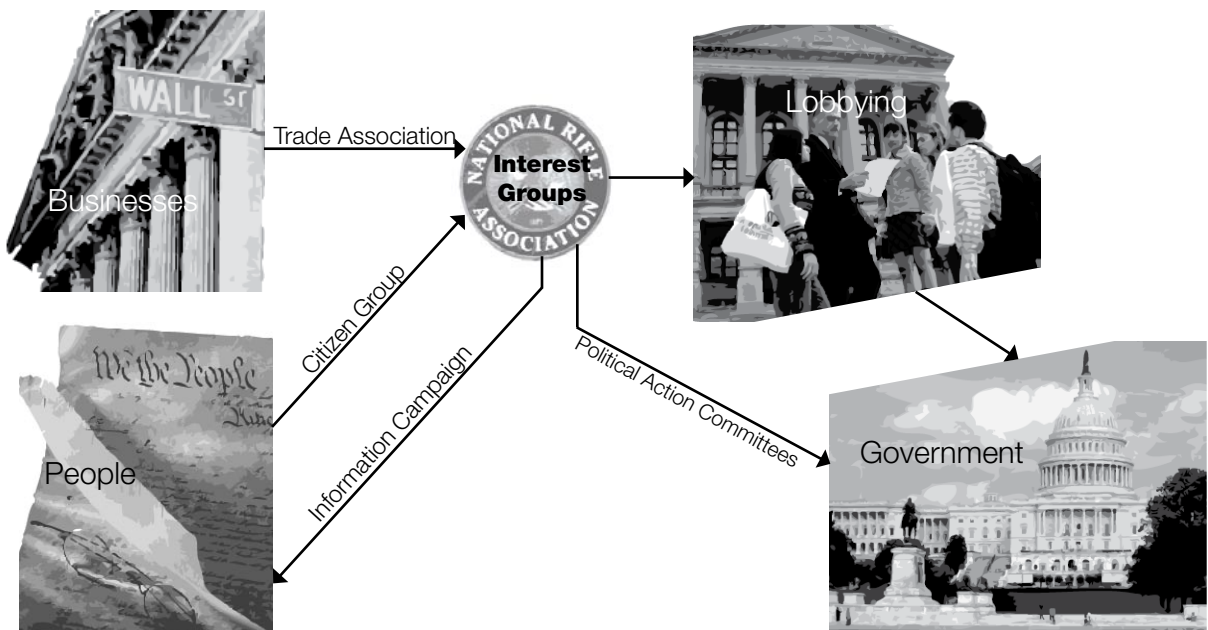 WALL ST
Businesses
Trade Association
NATIONAL RIFLE
ASSOCIATION
Interest
Groups
Lobbying
Citizen Group
Information Campaign
Political Action Committees
We the People
People
Government